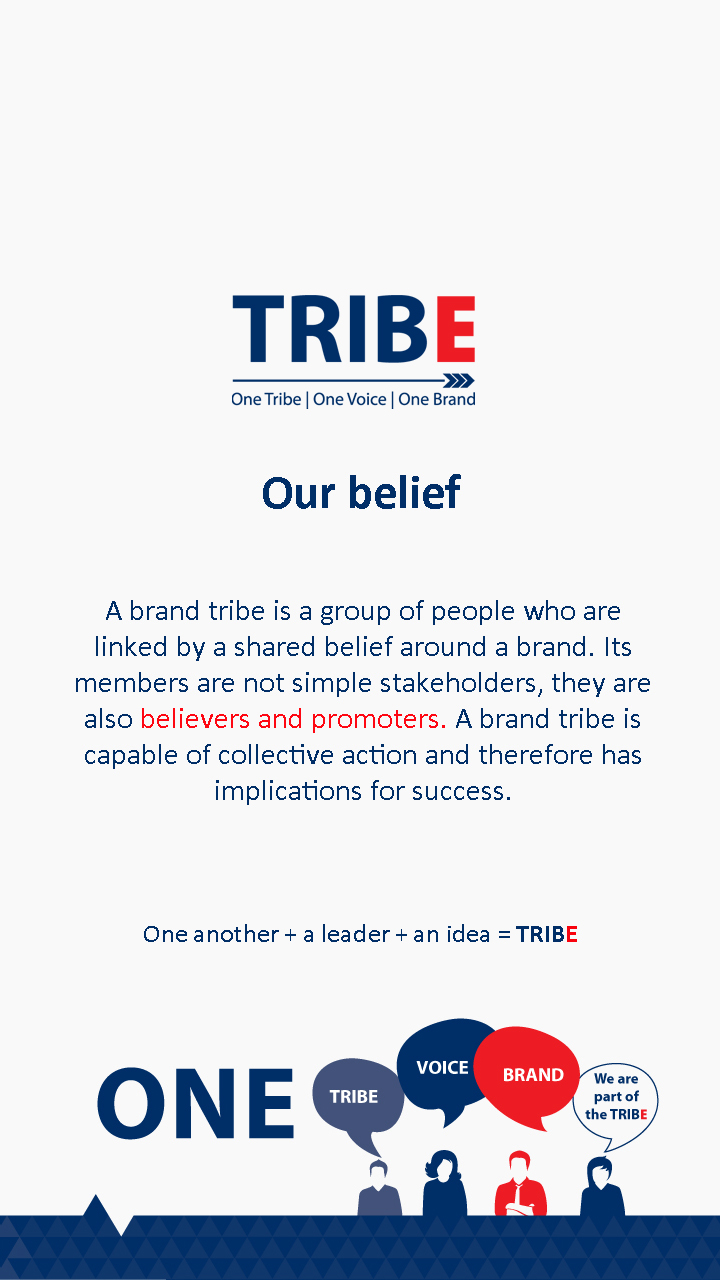 TRIBE
One Tribe | One Voice | One Brand
Our belief
A brand tribe is a group of people who are
linked by a shared belief around a brand. Its
members are not simple stakeholders, they are
also believers and promoters. A brand tribe is
capable of collective action and therefore has
implications for success.
One another + a leader + an idea = TRIBE
ONE
TRIBE
VOICE
BRAND
We are
part of
the TRIBE